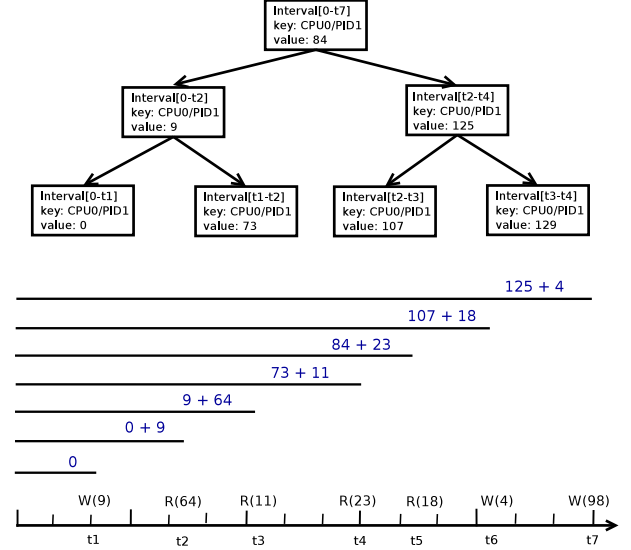 Interval[0-t7]
key: CPU0/PID1
value: 84
Interval[0-t2]
key: CPU0/PID1
value: 9
Interval[t2-t4]
key: CPU0/PID1
value: 125
Interval[0-t1]
key: CPU0/PID1
value: 0
Interval[t1-t2]
key: CPU0/PID1
value: 73
Interval[t2-t3]
key: CPU0/PID1
value: 107
Interval[t3-t4]
key: CPU0/PID1
value: 129
125 + 4
107 + 18
84 + 23
73 + 11
9 + 64
0 + 9
0
W(9) R(64) R(11) R(23) R(18) W(4) W(98)
t1 t2 t3 t4 t5 t6 t7